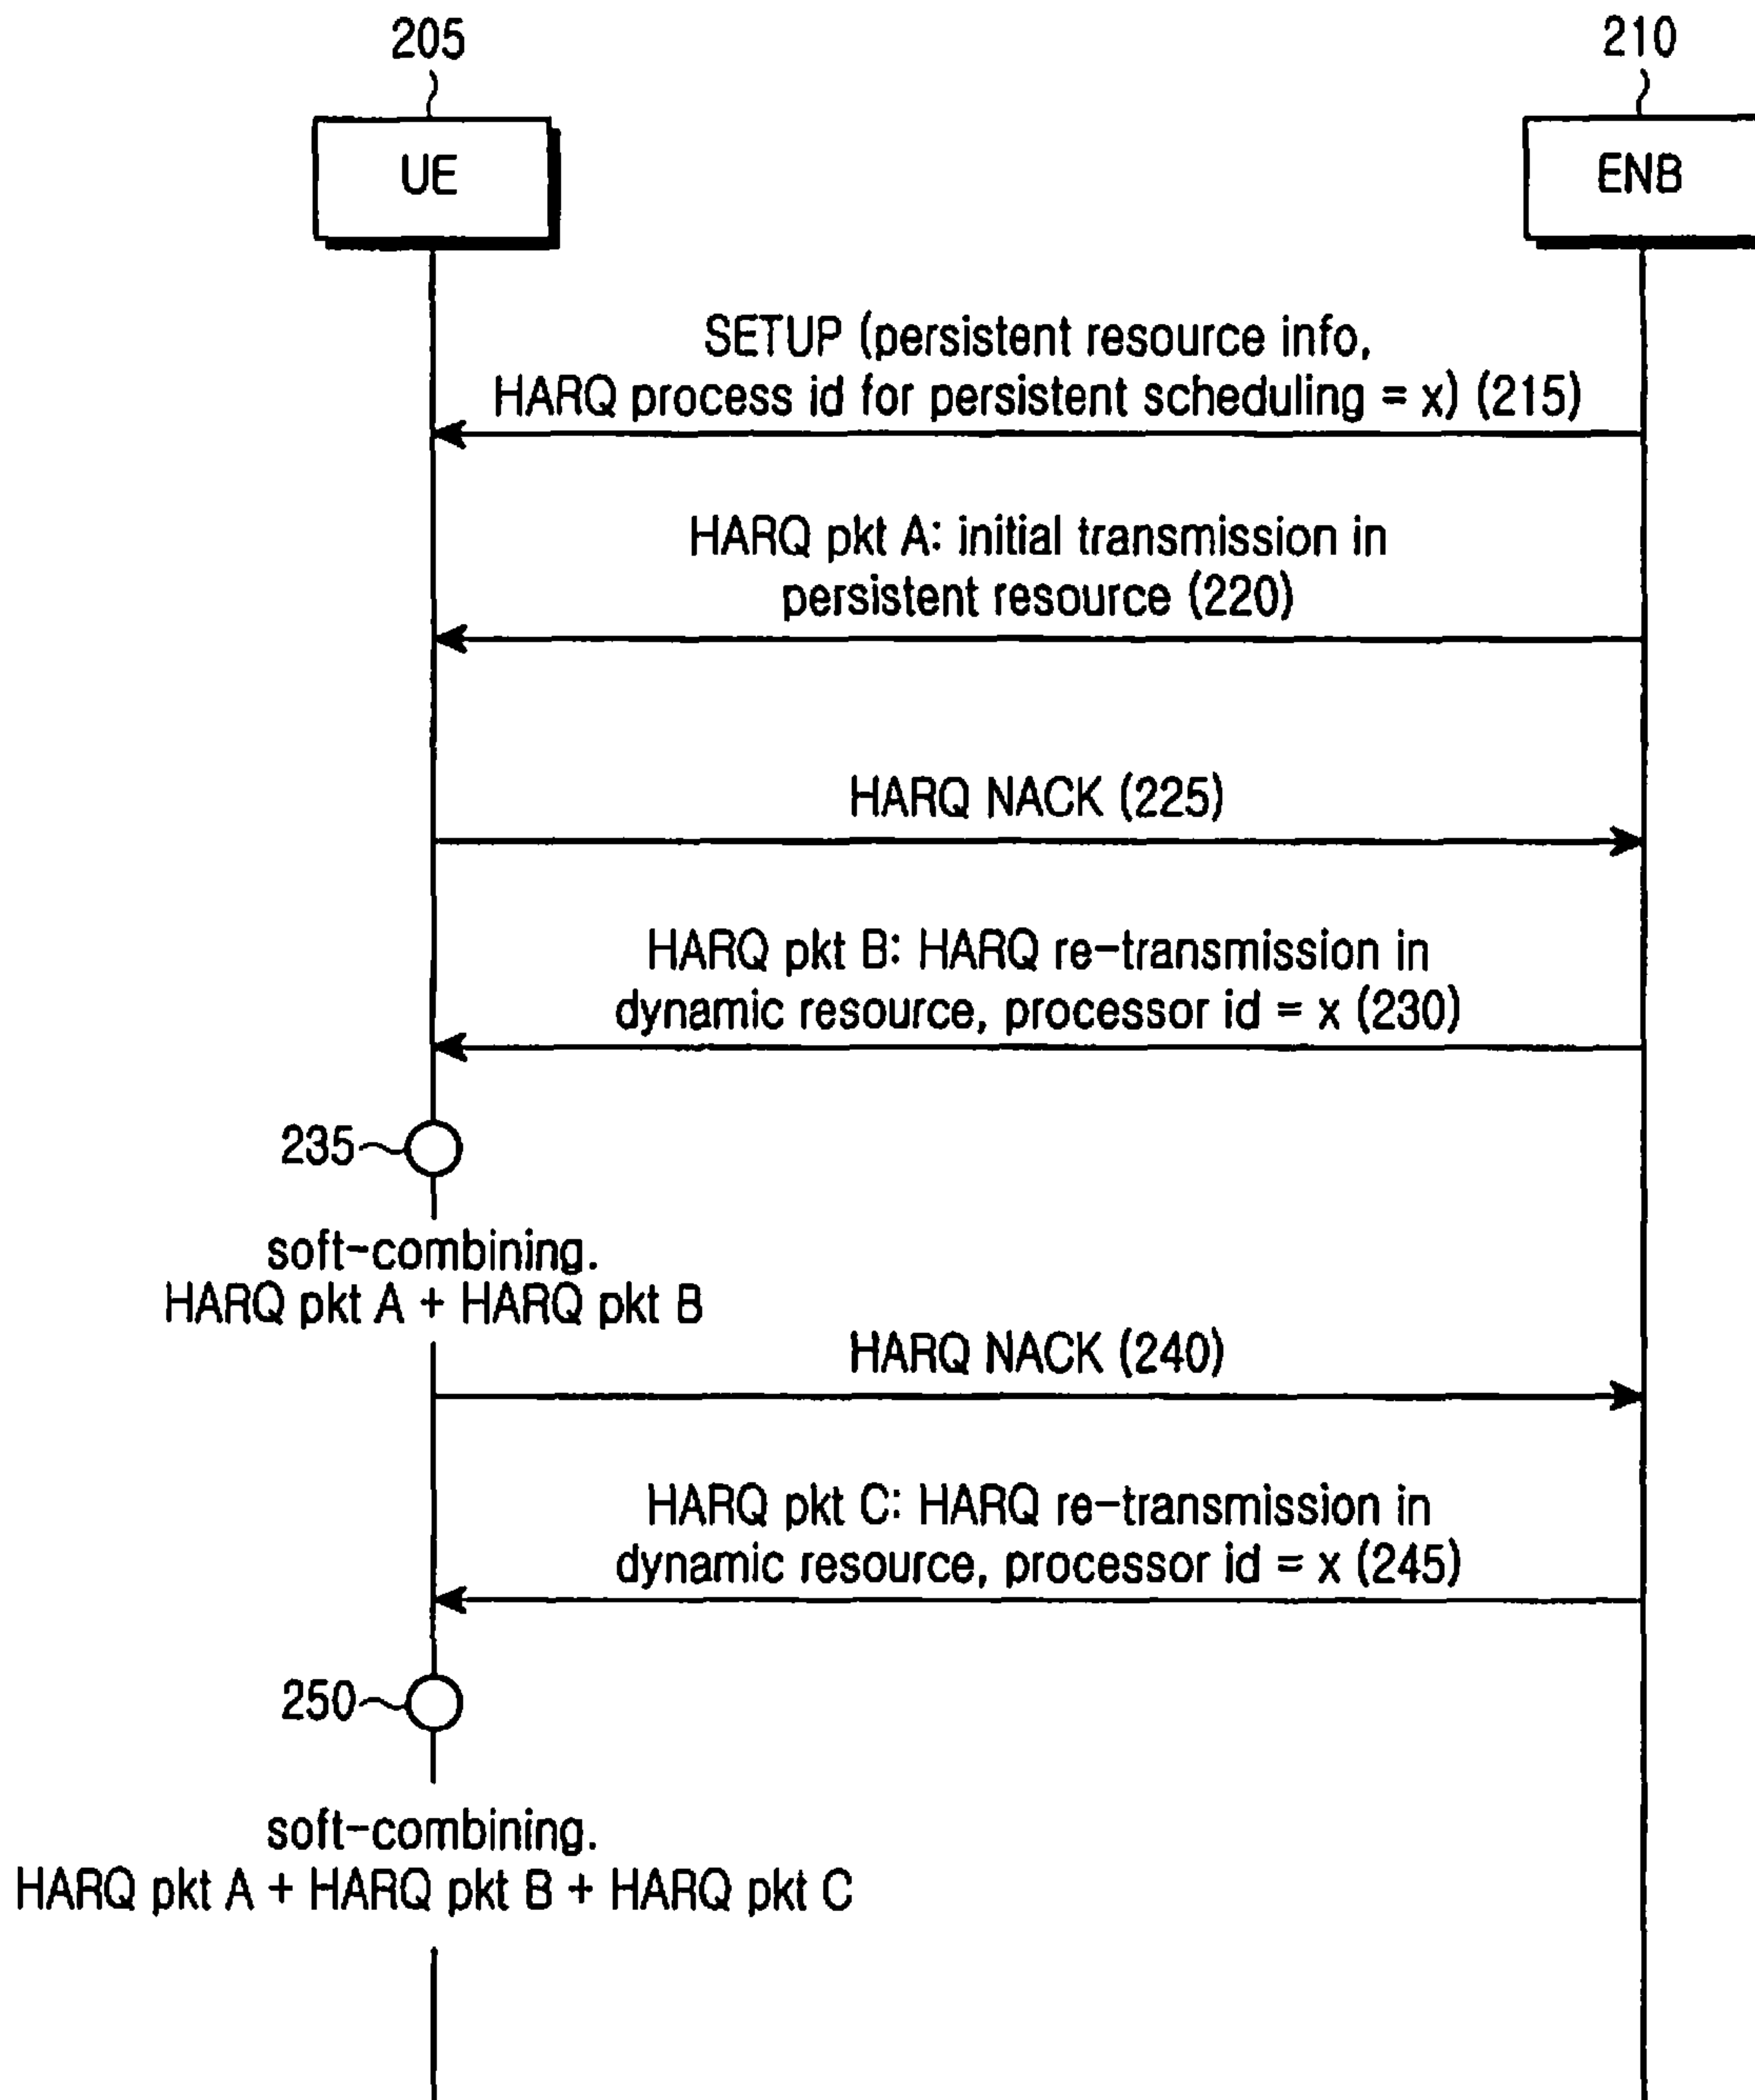 205
210
UE
ENB
SETUP (persistent resource info,
HARQ process id for persistent scheduling = x) (215)
HARQ pkt A: initial transmission in
persistent resource (220)
HARQ NACK (225)
HARQ pkt B: HARQ re-transmission in
dynamic resource, processor id = x (230)
235
soft-combining.
HARQ pkt A + HARQ pkt B
HARQ NACK (240)
HARQ pkt C: HARQ re-transmission in
dynamic resource, processor id = x (245)
250
soft-combining.
HARQ pkt A + HARQ pkt B + HARQ pkt C